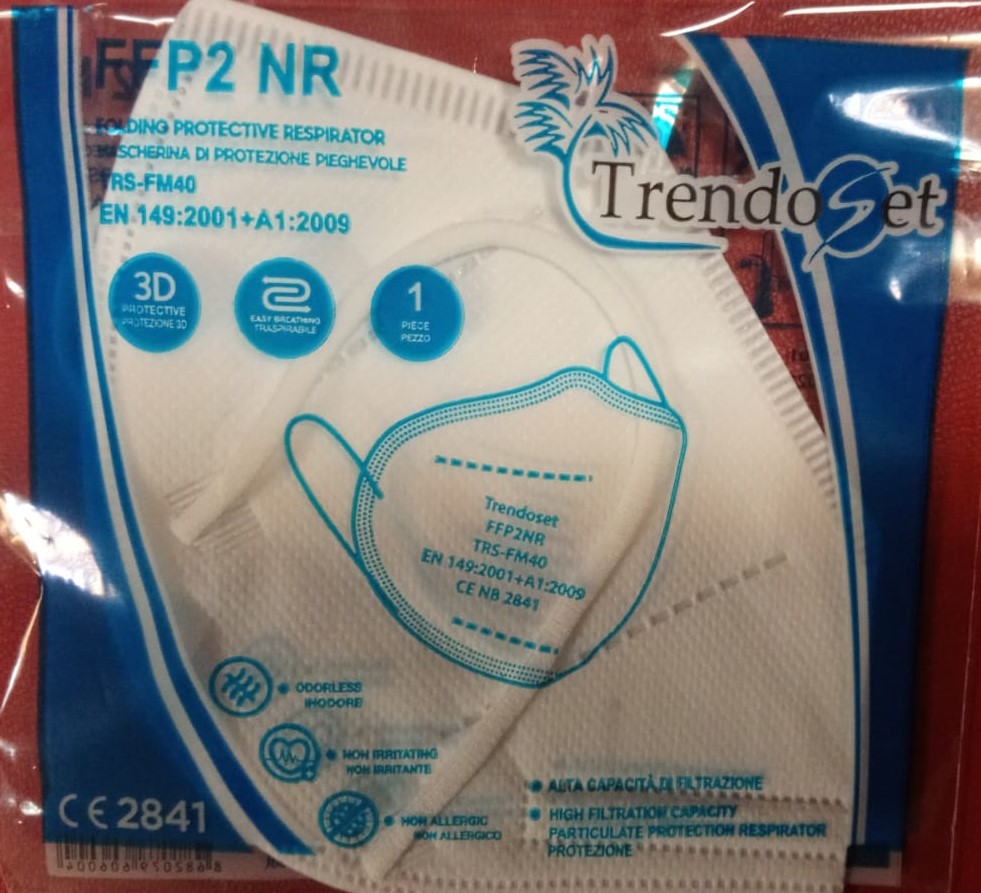 FFP2 NR
FOLDING PROTECTIVE RESPIRATOR
MASCHERINA DI PROTEZIONE PIEGHEVOLE
TRS-FM40
EN 149:2001+A1:2009
TrendoSet
3D
PROTECTIVE
PROTEZIONE 3D
EASY BREATHING
TRASPIRABILE
1
PIECE
PEZZO
Trendoset
FFP2NR
TRS-FM40
EN 149:2001+A1:2009
CE NB 2841
ODORLESS
INODORE
NON IRRITATING
NON IRRITANTE
NON ALLERGIC
NON ALLERGICO
ALTA CAPACITÀ DI FILTRAZIONE
HIGH FILTRATION CAPACITY
PARTICULATE PROTECTION RESPIRATOR
PROTEZIONE
CE 2841